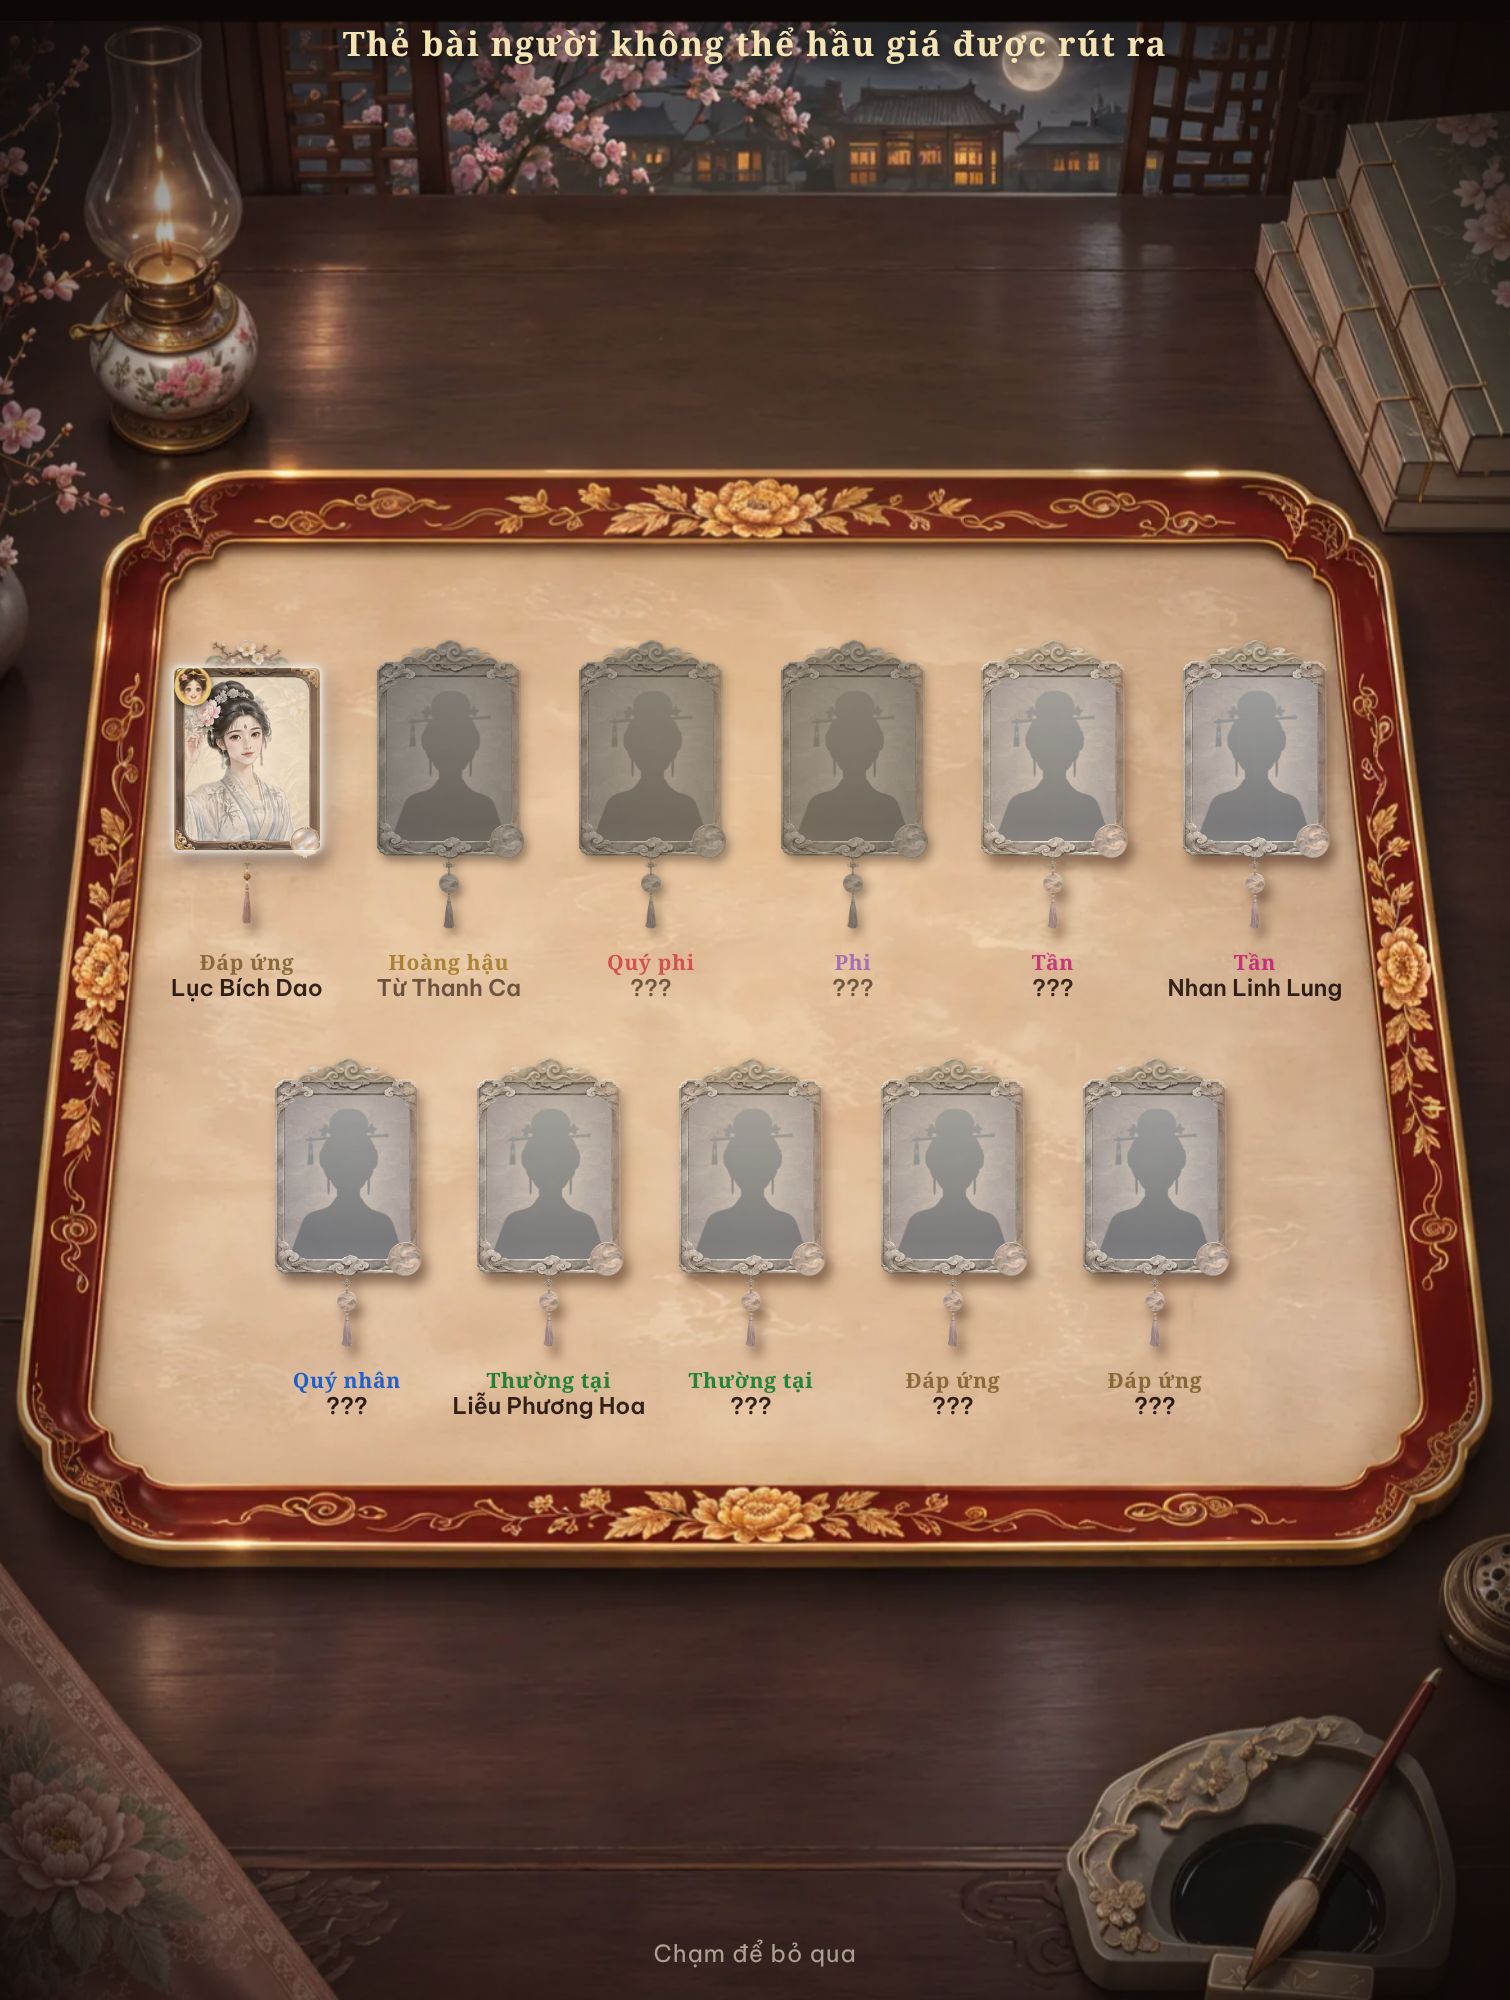 Thẻ bài người không thể hầu giá được rút ra
Đáp ứng
Lục Bích Dao
Hoàng hậu
Từ Thanh Ca
Quý phi
???
Phi
???
Tần
???
Tần
Nhan Linh Lung
Quý nhân
???
Thường tại
Liễu Phương Hoa
Thường tại
???
Đáp ứng
???
Đáp ứng
???
Chạm để bỏ qua